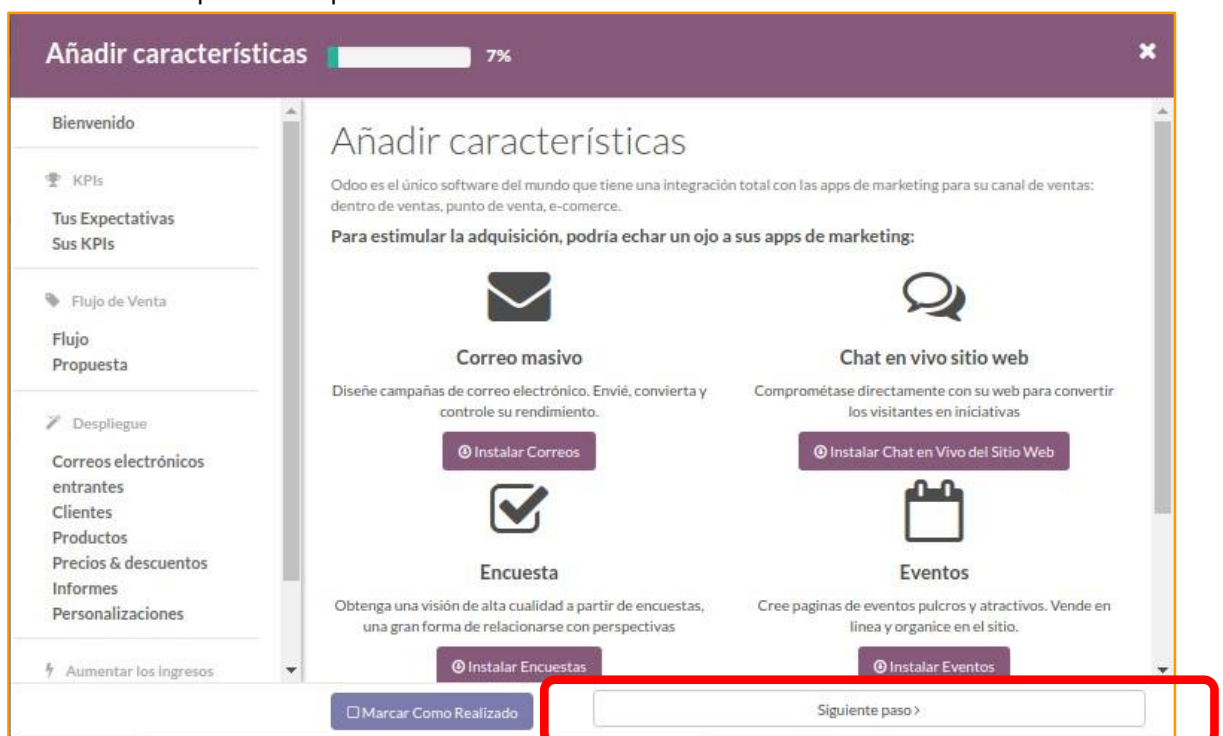 Añadir características
7%
Bienvenido
KPIs
Tus Expectativas
Sus KPIs
Flujo de Venta
Flujo
Propuesta
Despliegue
Correos electrónicos
entrantes
Clientes
Productos
Precios & descuentos
Informes
Personalizaciones
Aumentar los ingresos
Añadir características
Odoo es el único software del mundo que tiene una integración total con las apps de marketing para su canal de ventas:
dentro de ventas, punto de venta, e-comerce.
Para estimular la adquisición, podría echar un ojo a sus apps de marketing:
Correo masivo
Diseñe campañas de correo electrónico. Envié, convierta y
controle su rendimiento.
Instalar Correos
Chat en vivo sitio web
Comprométase directamente con su web para convertir
los visitantes en iniciativas
Instalar Chat en Vivo del Sitio Web
Encuesta
Obtenga una visión de alta cualidad a partir de encuestas,
una gran forma de relacionarse con perspectivas
Instalar Encuestas
Eventos
Cree paginas de eventos pulcros y atractivos. Vende en
línea y organice en el sitio.
Instalar Eventos
Marcar Como Realizado
Siguiente paso >